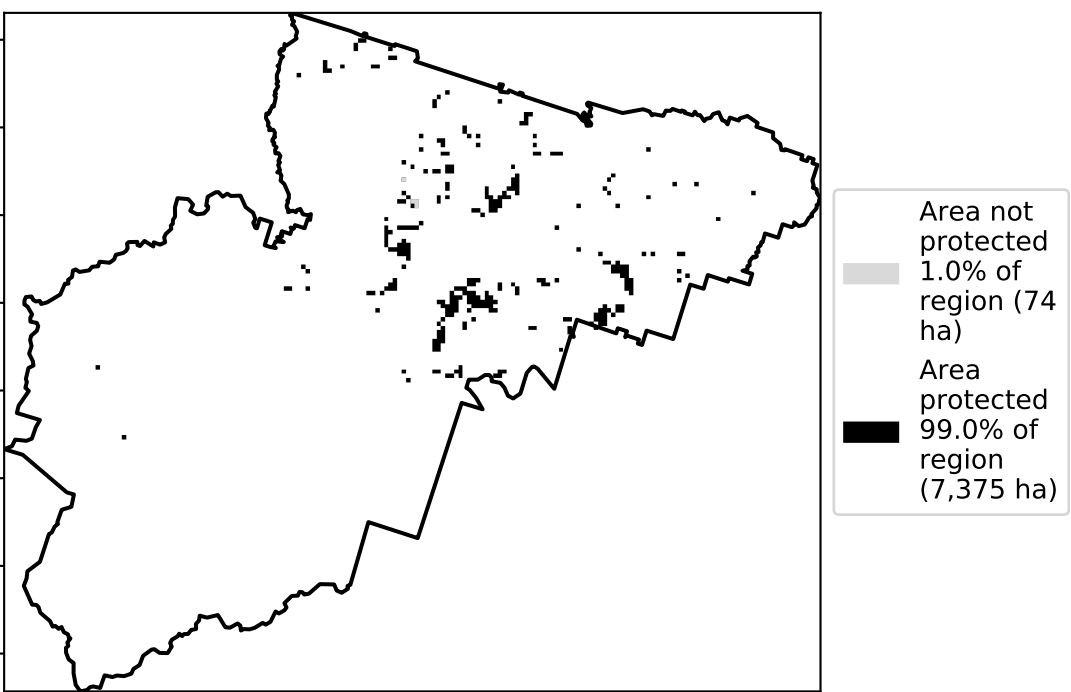 Area not
protected
1.0% of
region (74
ha)
Area
protected
99.0% of
region
(7,375 ha)